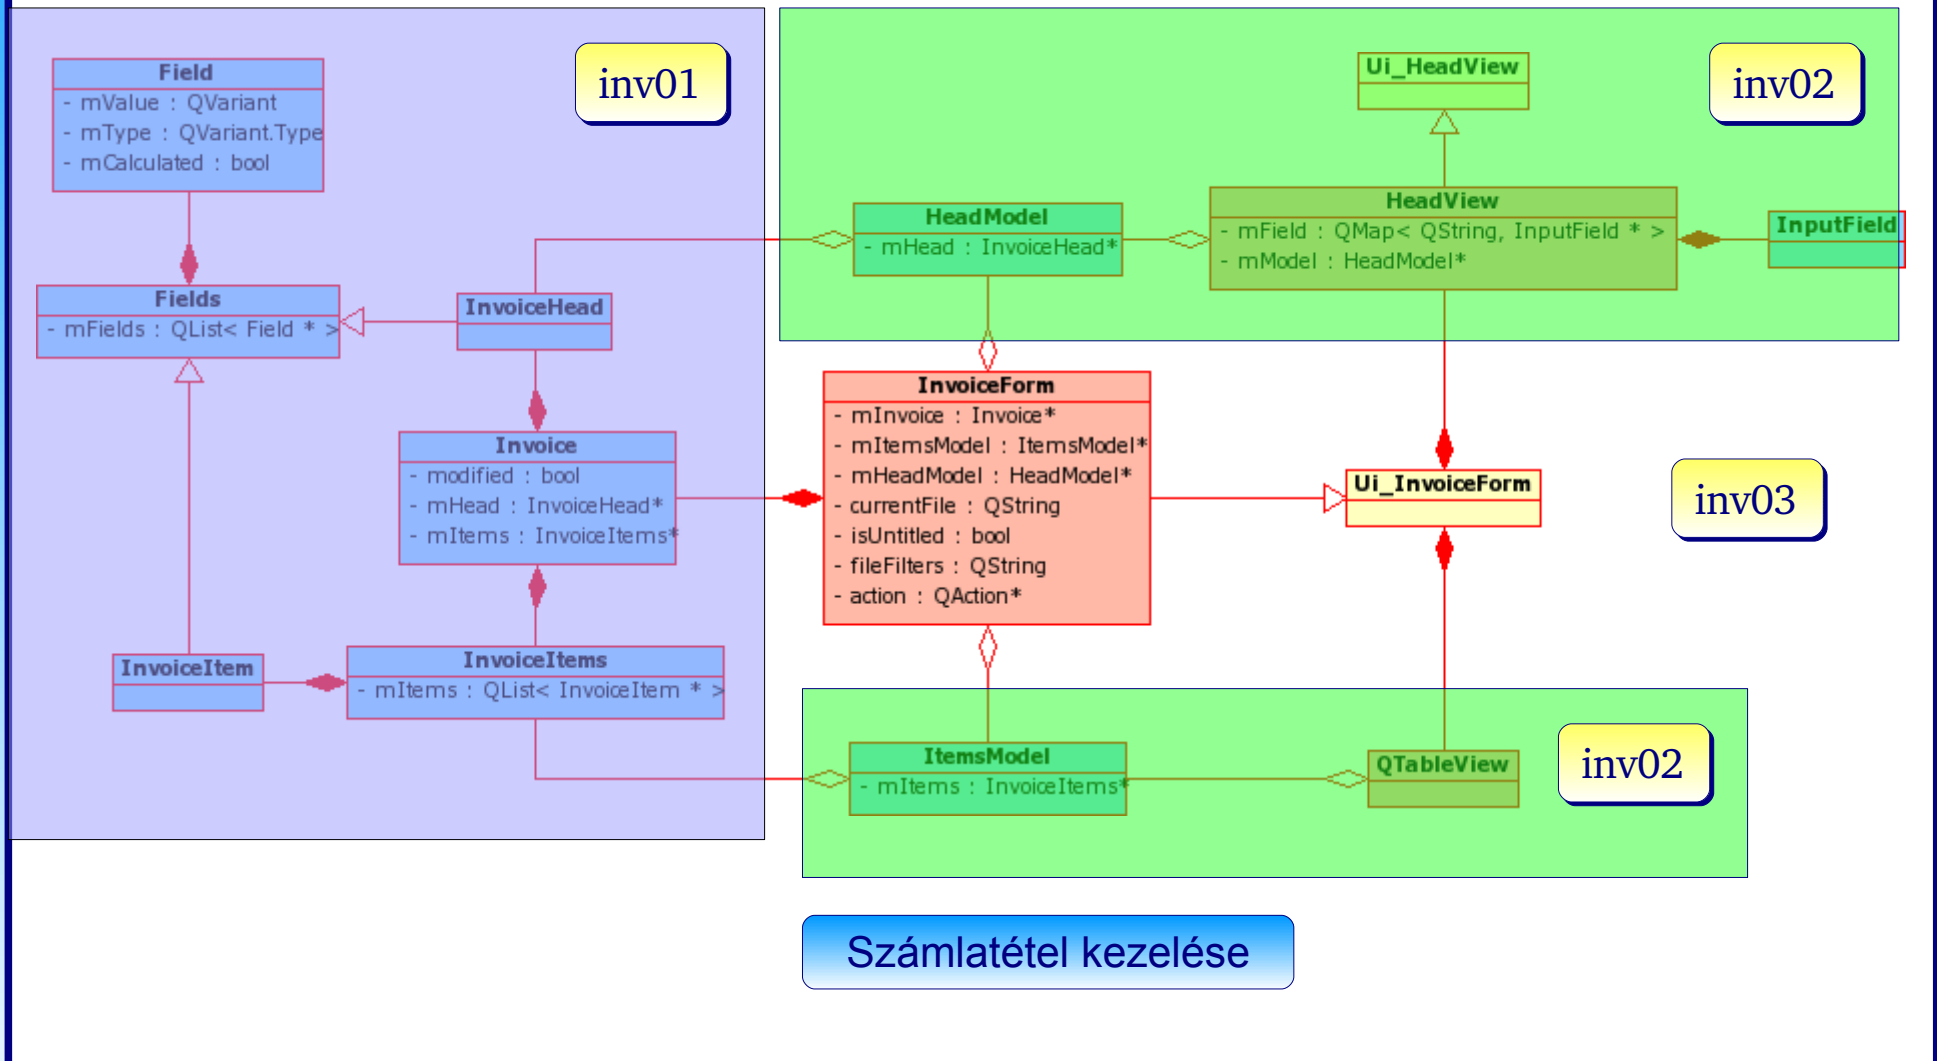 inv01
Field
- mValue : QVariant
- mType : QVariant.Type
- mCalculated : bool
Fields
- mFields : QList< Field * >
InvoiceHead
Invoice
- modified : bool
- mHead : InvoiceHead*
- mItems : InvoiceItems*
InvoiceItem
InvoiceItems
- mItems : QList< InvoiceItem * >
inv02
Ui_HeadView
HeadModel
- mHead : InvoiceHead*
HeadView
- mField : QMap< QString, InputField * >
- mModel : HeadModel*
InputField
InvoiceForm
- mInvoice : Invoice*
- mItemsModel : ItemsModel*
- mHeadModel : HeadModel*
- currentFile : QString
- isUntitled : bool
- fileFilters : QString
- action : QAction*
Ui_InvoiceForm
inv03
ItemsModel
- mItems : InvoiceItems*
QTableView
inv02
Számlatétel kezelése